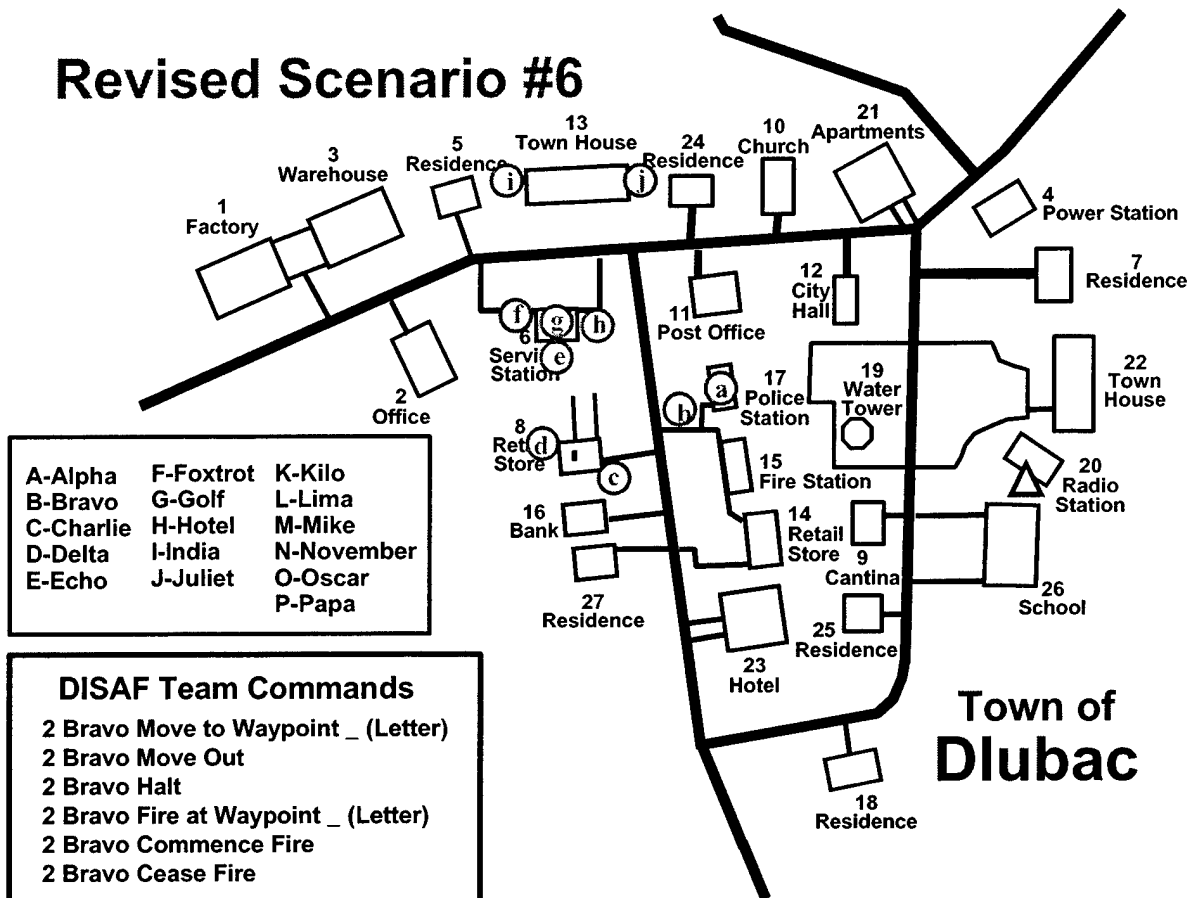 Revised Scenario #6
1
Factory
3
Warehouse
5
Residence
13
Town House
i
j
24
Residence
10
Church
21
Apartments
4
Power Station
7
Residence
12
City
Hall
11
Post Office
f
g
h
6
Servi
e
Station
2
Office
19
Water
Tower
22
Town
House
a
b
17
Police
Station
8
d
Ret
Store
c
15
Fire Station
20
Radio
Station
16
Bank
14
Retail
Store
9
Cantina
26
School
27
Residence
25
Residence
23
Hotel
18
Residence
A-Alpha F-Foxtrot K-Kilo
B-Bravo G-Golf L-Lima
C-Charlie H-Hotel M-Mike
D-Delta I-India N-November
E-Echo J-Juliet O-Oscar
P-Papa
DISAF Team Commands
2 Bravo Move to Waypoint _ (Letter)
2 Bravo Move Out
2 Bravo Halt
2 Bravo Fire at Waypoint _ (Letter)
2 Bravo Commence Fire
2 Bravo Cease Fire
Town of
Dlubac